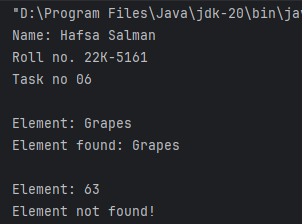 "D:\Program Files\Java\jdk-20\bin\jav
Name: Hafsa Salman
Roll no. 22K-5161
Task no 06
Element: Grapes
Element found: Grapes
Element: 63
Element not found!